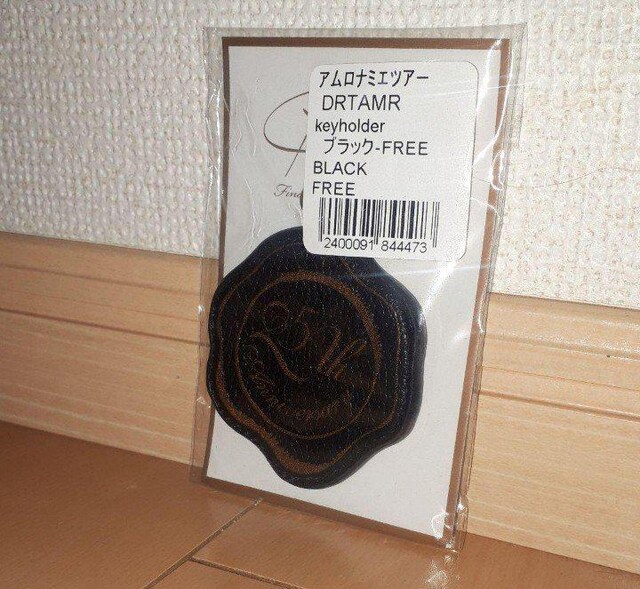 アムロナミエツアー
DRTAMR
keyholder
ブラック-FREE
BLACK
FREE
2400091 844473
25th
Anniversary